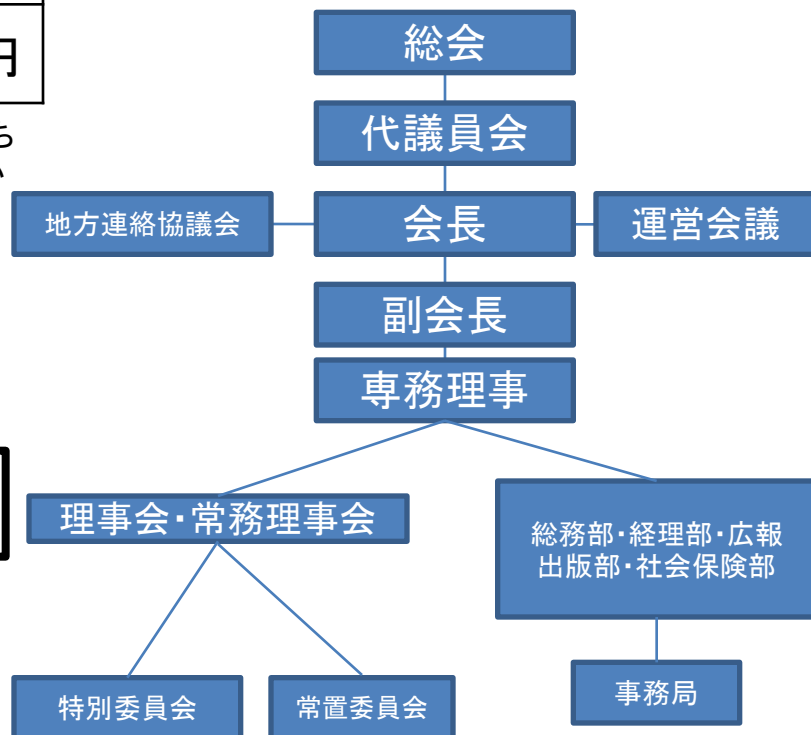 円
ち
総会
代議員会
地方連絡協議会
会長
運営会議
副会長
専務理事
理事会・常務理事会
総務部・経理部・広報
出版部・社会保険部
特別委員会
常置委員会
事務局